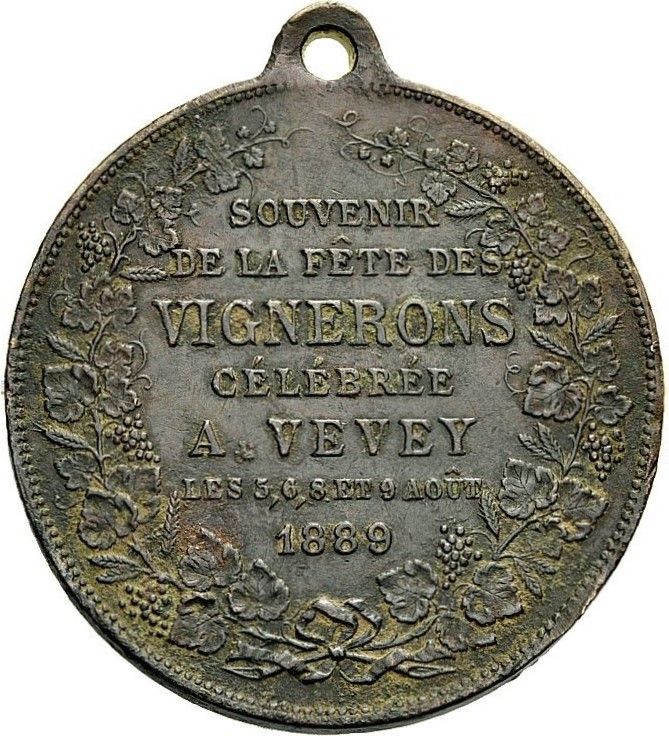 SOUVENIR
DE LA FÊTE DES
VIGNERONS
CÉLÉBRÉE
A VEVEY
LES 5,6,8 ET 9 AOÛT
1889